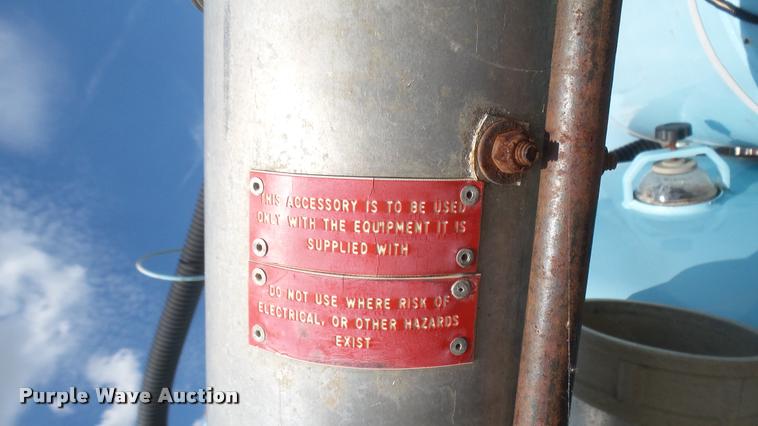 THIS ACCESSORY IS TO BE USED
ONLY WITH THE EQUIPMENT IT IS
SUPPLIED WITH
DO NOT USE WHERE RISK OF
ELECTRICAL, OR OTHER HAZARDS
EXIST
Purple Wave Auction